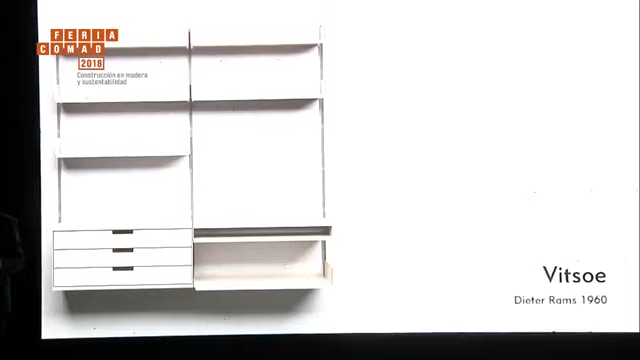 FERIA
COMAD
2018
Construcción en madera
y sustentabilidad
Vitsoe
Dieter Rams 1960